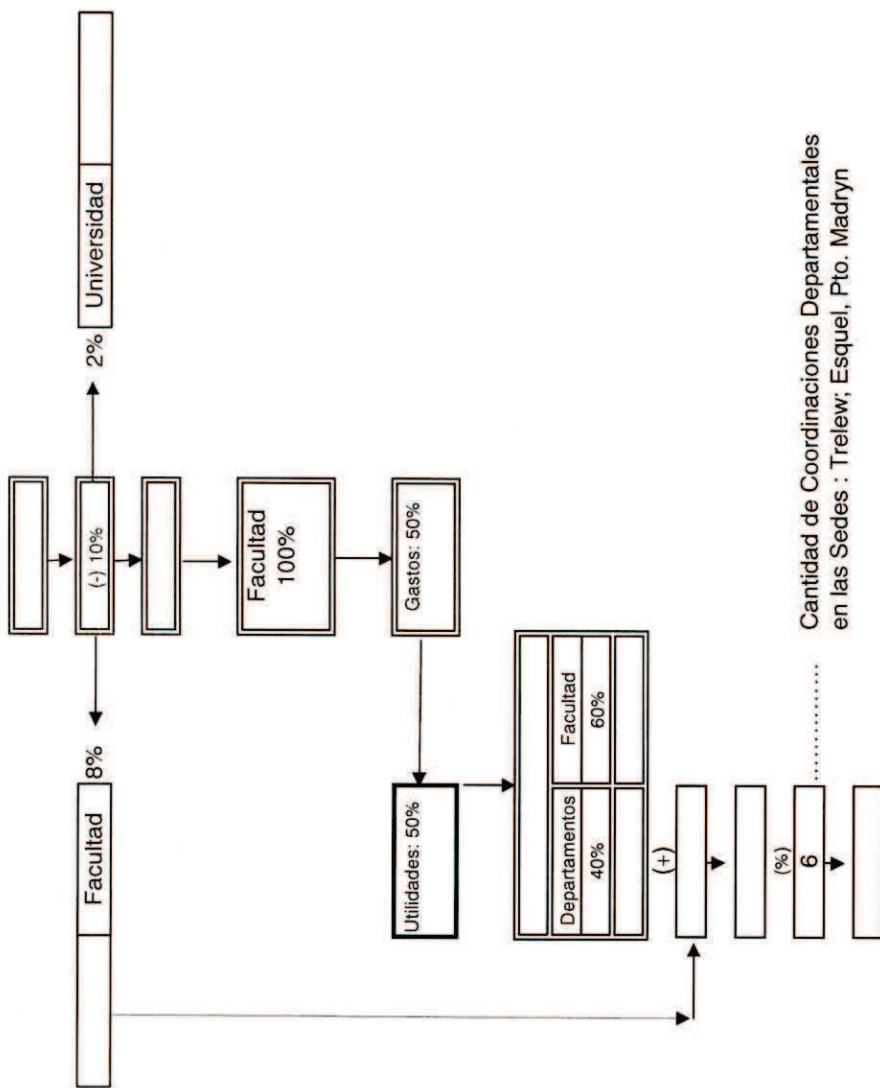 (-) 10%
Facultad
8%
2%
Universidad
Facultad
100%
Gastos: 50%
Utilidades: 50%
Departamentos
Facultad
40%
60%
(+)
(%)
6
Cantidad de Coordinaciones Departamentales
en las Sedes : Trelew; Esquel, Pto. Madryn